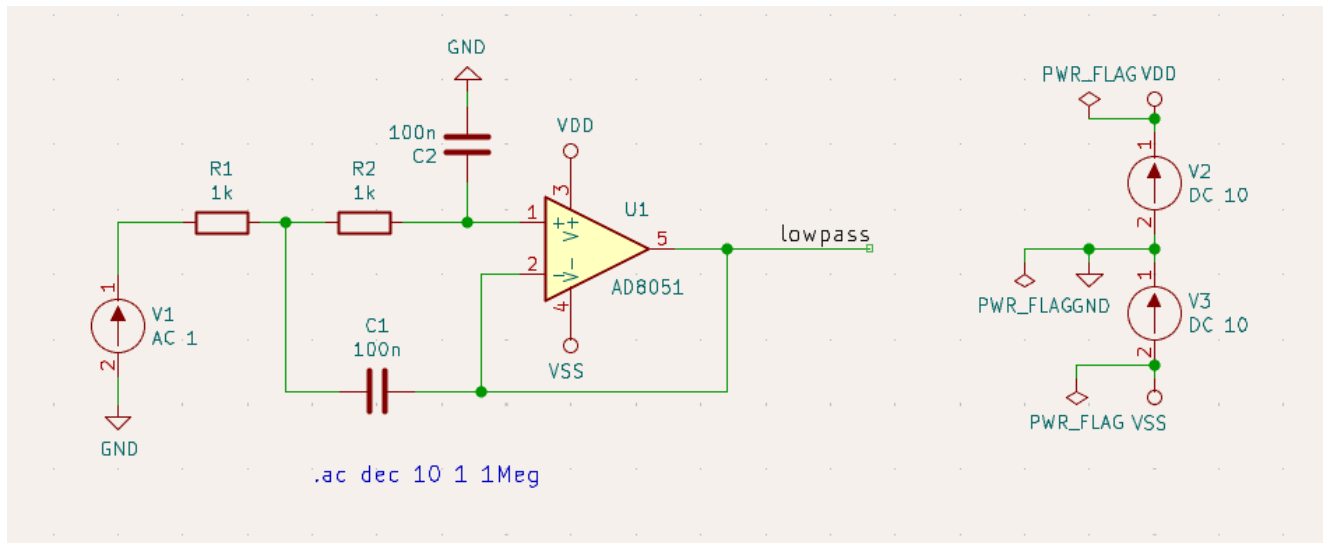 GND
PWR_FLAG VDD
100n
C2
VDD
R1
1k
R2
1k
3
1
V2
DC 10
2
1
U1
V+
+
5
lowpass
2
-
V-
AD8051
4
1
V1
AC 1
2
C1
100n
VSS
PWR_FLAG GND
1
V3
DC 10
2
GND
PWR_FLAG VSS
.ac dec 10 1 1Meg